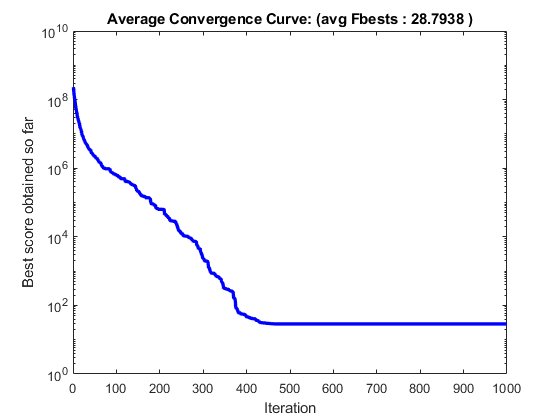 Average Convergence Curve: (avg Fbests : 28.7938 )
10^10
10^8
10^6
10^4
10^2
10^0
Best score obtained so far
0 100 200 300 400 500 600 700 800 900 1000
Iteration